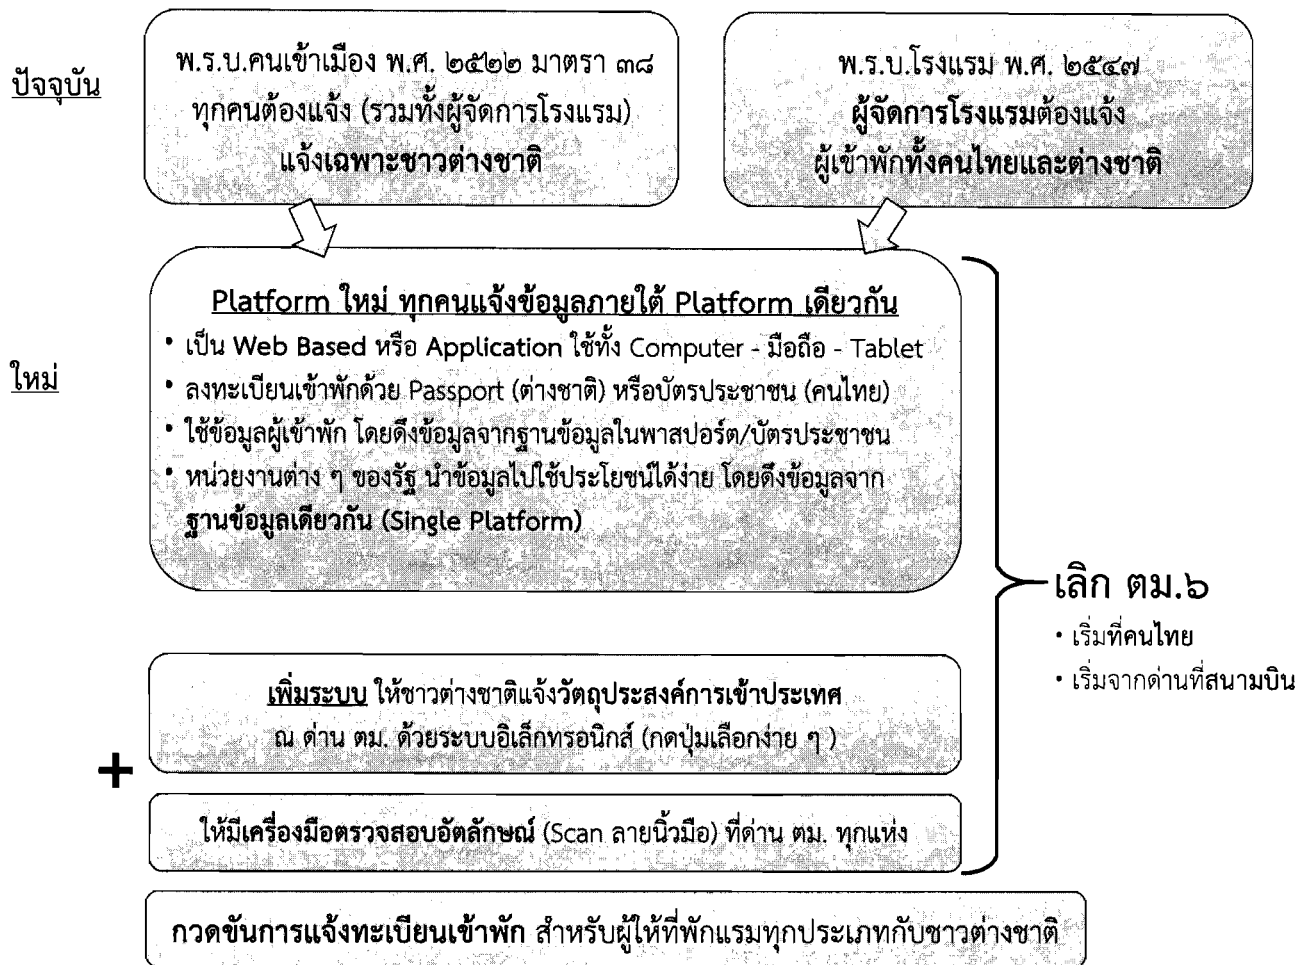 ปัจจุบัน
พ.ร.บ.คนเข้าเมือง พ.ศ. ๒๕๒๒ มาตรา ๓๘
ทุกคนต้องแจ้ง (รวมทั้งผู้จัดการโรงแรม)
แจ้งเฉพาะชาวต่างชาติ
พ.ร.บ.โรงแรม พ.ศ. ๒๕๔๗
ผู้จัดการโรงแรมต้องแจ้ง
ผู้เข้าพักทั้งคนไทยและต่างชาติ
ใหม่
Platform ใหม่ ทุกคนแจ้งข้อมูลภายใต้ Platform เดียวกัน
• เป็น Web Based หรือ Application ใช้ทั้ง Computer - มือถือ - Tablet
• ลงทะเบียนเข้าพักด้วย Passport (ต่างชาติ) หรือบัตรประชาชน (คนไทย)
• ใช้ข้อมูลผู้เข้าพัก โดยดึงข้อมูลจากฐานข้อมูลในพาสปอร์ต/บัตรประชาชน
• หน่วยงานต่าง ๆ ของรัฐ นำข้อมูลไปใช้ประโยชน์ได้ง่าย โดยดึงข้อมูลจาก
ฐานข้อมูลเดียวกัน (Single Platform)
เลิก ตม.๖
• เริ่มที่คนไทย
• เริ่มจากด่านที่สนามบิน
+
เพิ่มระบบ ให้ชาวต่างชาติแจ้งวัตถุประสงค์การเข้าประเทศ
ณ ด่าน ตม. ด้วยระบบอิเล็กทรอนิกส์ (กดปุ่มเลือกง่าย ๆ )
ให้มีเครื่องมือตรวจสอบอัตลักษณ์ (Scan ลายนิ้วมือ) ที่ด่าน ตม. ทุกแห่ง
กวดขันการแจ้งทะเบียนเข้าพัก สำหรับผู้ให้ที่พักแรมทุกประเภทกับชาวต่างชาติ